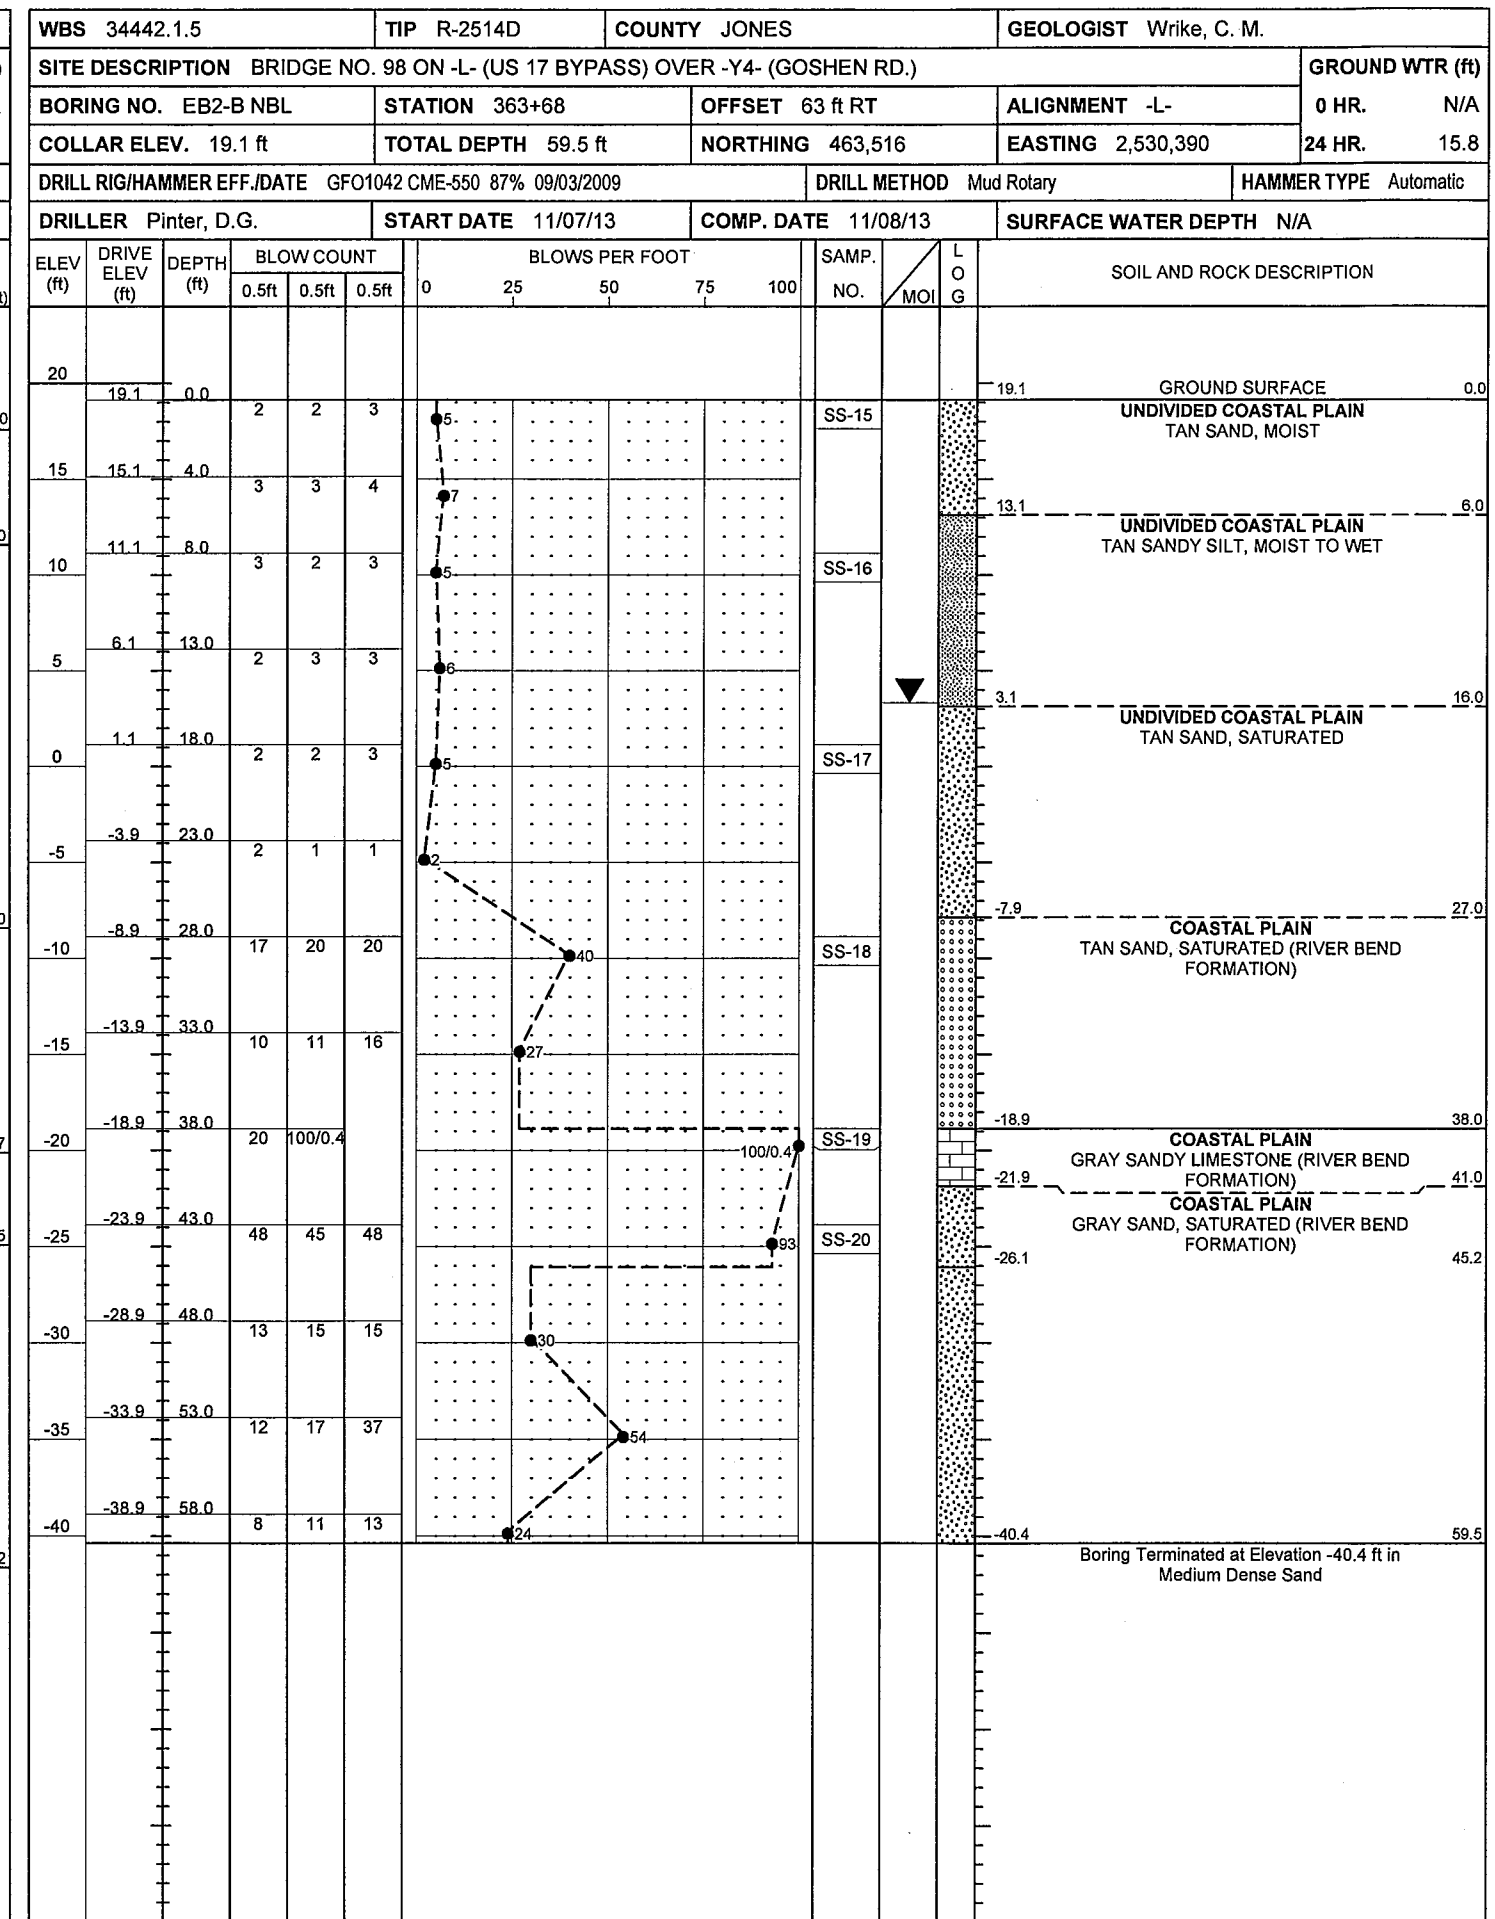 WBS 34442.1.5 TIP R-2514D COUNTY JONES GEOLOGIST Wrike, C. M.
SITE DESCRIPTION BRIDGE NO. 98 ON -L- (US 17 BYPASS) OVER -Y4- (GOSHEN RD.) GROUND WTR (ft)
BORING NO. EB2-B NBL STATION 363+68 OFFSET 63 ft RT ALIGNMENT -L- 0 HR. N/A
COLLAR ELEV. 19.1 ft TOTAL DEPTH 59.5 ft NORTHING 463,516 EASTING 2,530,390 24 HR. 15.8
DRILL RIG/HAMMER EFF./DATE GFO1042 CME-550 87% 09/03/2009 DRILL METHOD Mud Rotary HAMMER TYPE Automatic
DRILLER Pinter, D.G. START DATE 11/07/13 COMP. DATE 11/08/13 SURFACE WATER DEPTH N/A
ELEV (ft) DRIVE ELEV (ft) DEPTH (ft) BLOW COUNT BLOWS PER FOOT SAMP. NO. MOI LOG SOIL AND ROCK DESCRIPTION
0.5ft 0.5ft 0.5ft 0 25 50 75 100
20
19.1 0.0 19.1 GROUND SURFACE 0.0
2 2 3 5 SS-15 UNDIVIDED COASTAL PLAIN
TAN SAND, MOIST
15 15.1 4.0
3 3 4 7
13.1 6.0
UNDIVIDED COASTAL PLAIN
TAN SANDY SILT, MOIST TO WET
11.1 8.0
10 3 2 3 5 SS-16
6.1 13.0
5 2 3 3 6
3.1 16.0
UNDIVIDED COASTAL PLAIN
TAN SAND, SATURATED
1.1 18.0
0 2 2 3 5 SS-17
-3.9 23.0
-5 2 1 1 2
-7.9 27.0
COASTAL PLAIN
TAN SAND, SATURATED (RIVER BEND
FORMATION)
-8.9 28.0
-10 17 20 20 40 SS-18
-13.9 33.0
-15 10 11 16 27
-18.9 38.0 -18.9 38.0
-20 20 100/0.4 100/0.4 SS-19 COASTAL PLAIN
GRAY SANDY LIMESTONE (RIVER BEND
FORMATION)
-21.9 41.0
COASTAL PLAIN
GRAY SAND, SATURATED (RIVER BEND
FORMATION)
-23.9 43.0
-25 48 45 48 93 SS-20
-26.1 45.2
-28.9 48.0
-30 13 15 15 30
-33.9 53.0
-35 12 17 37 54
-38.9 58.0
-40 8 11 13 24
-40.4 59.5
Boring Terminated at Elevation -40.4 ft in
Medium Dense Sand